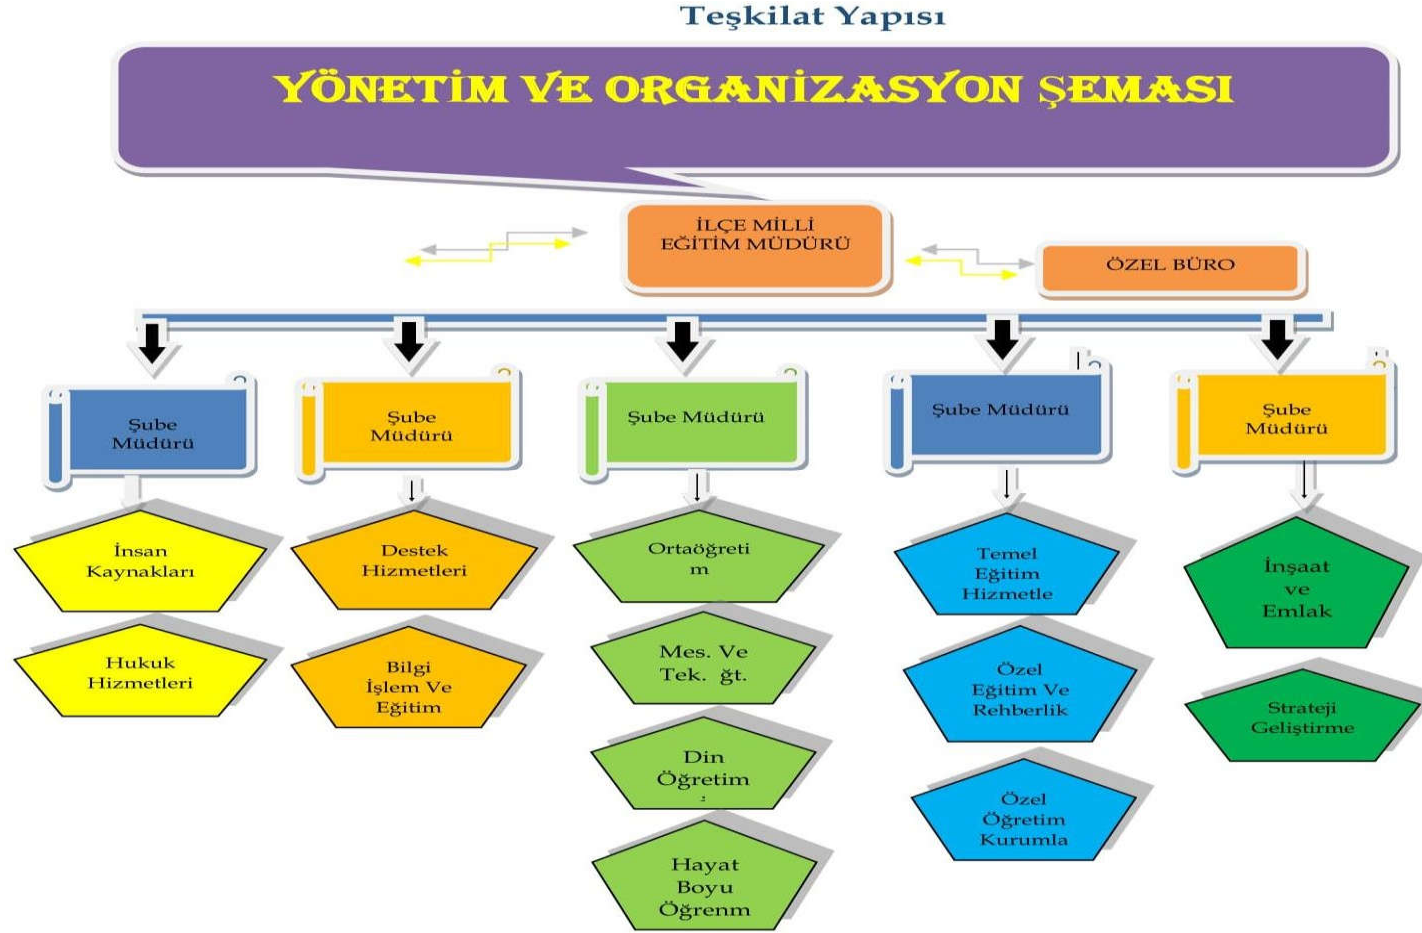 Teşkilat Yapısı
YÖNETİM VE ORGANİZASYON ŞEMASI
İLÇE MİLLİ
EĞİTİM MÜDÜRÜ
ÖZEL BÜRO
Şube
Müdürü
Şube
Müdürü
Şube Müdürü
Şube Müdürü
Şube
Müdürü
İnsan
Kaynakları
Hukuk
Hizmetleri
Destek
Hizmetleri
Bilgi
İşlem Ve
Eğitim
Ortaöğreti
m
Mes. Ve
Tek. ğt.
Din
Öğretim
Hayat
Boyu
Öğrenm
Temel
Eğitim
Hizmetle
Özel
Eğitim Ve
Rehberlik
Özel
Öğretim
Kurumla
İnşaat
ve
Emlak
Strateji
Geliştirme